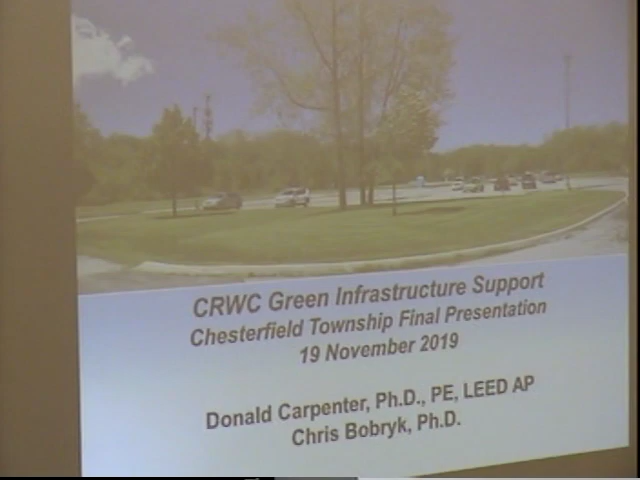 CRWC Green Infrastructure Support
Chesterfield Township Final Presentation
19 November 2019
Donald Carpenter, Ph.D., PE, LEED AP
Chris Bobryk, Ph.D.